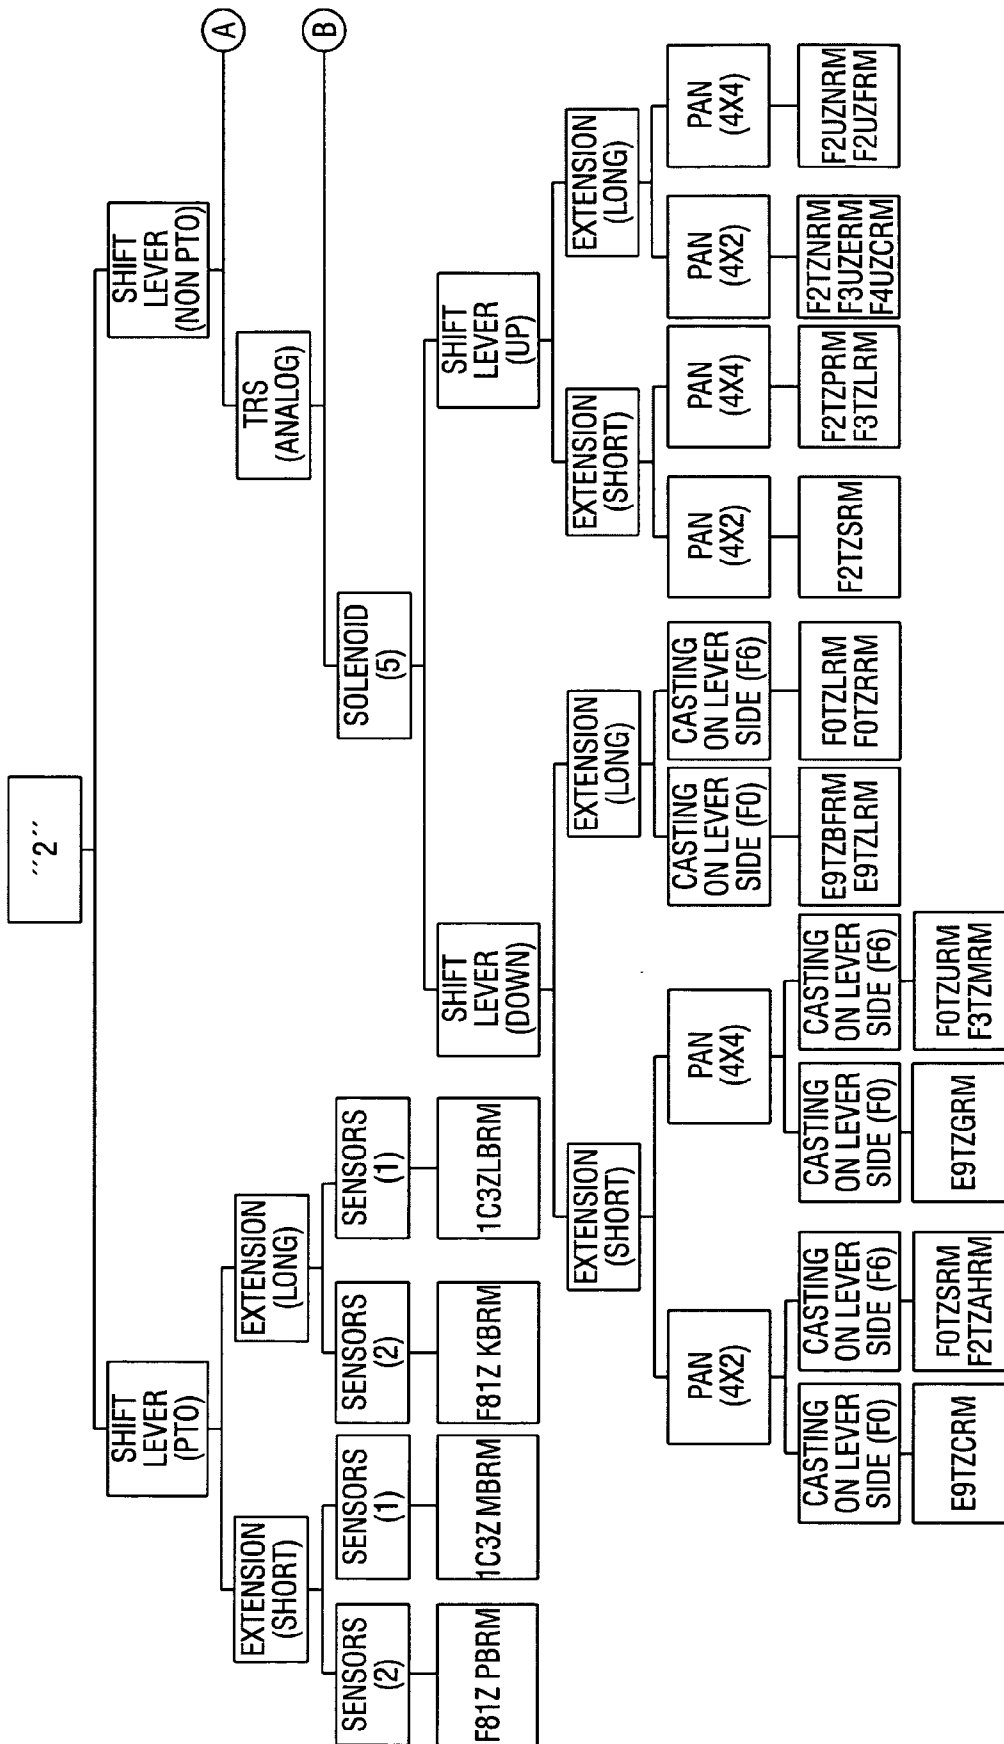 "2"
SHIFT
LEVER
(PTO)
SHIFT
LEVER
(NON PTO)
EXTENSION
(SHORT)
EXTENSION
(LONG)
TRS
(ANALOG)
A
SENSORS
(2)
SENSORS
(1)
SENSORS
(2)
SENSORS
(1)
SOLENOID
(5)
B
F81Z PBRM
1C3Z MBRM
F81Z KBRM
1C3ZLBRM
SHIFT
LEVER
(DOWN)
SHIFT
LEVER
(UP)
EXTENSION
(SHORT)
EXTENSION
(LONG)
EXTENSION
(SHORT)
EXTENSION
(LONG)
PAN
(4X2)
PAN
(4X4)
CASTING
ON LEVER
SIDE (F0)
CASTING
ON LEVER
SIDE (F6)
PAN
(4X2)
PAN
(4X4)
PAN
(4X2)
PAN
(4X4)
CASTING
ON LEVER
SIDE (F0)
CASTING
ON LEVER
SIDE (F6)
CASTING
ON LEVER
SIDE (F0)
CASTING
ON LEVER
SIDE (F6)
E9TZBFRM
E9TZLRM
F0TZLRM
F0TZRRM
F2TZSRM
F2TZPRM
F3TZLRM
F2TZNRM
F3UZERM
F4UZCRM
F2UZNRM
F2UZFRM
E9TZCRM
F0TZSRM
F2TZAHRM
E9TZGRM
F0TZURM
F3TZMRM